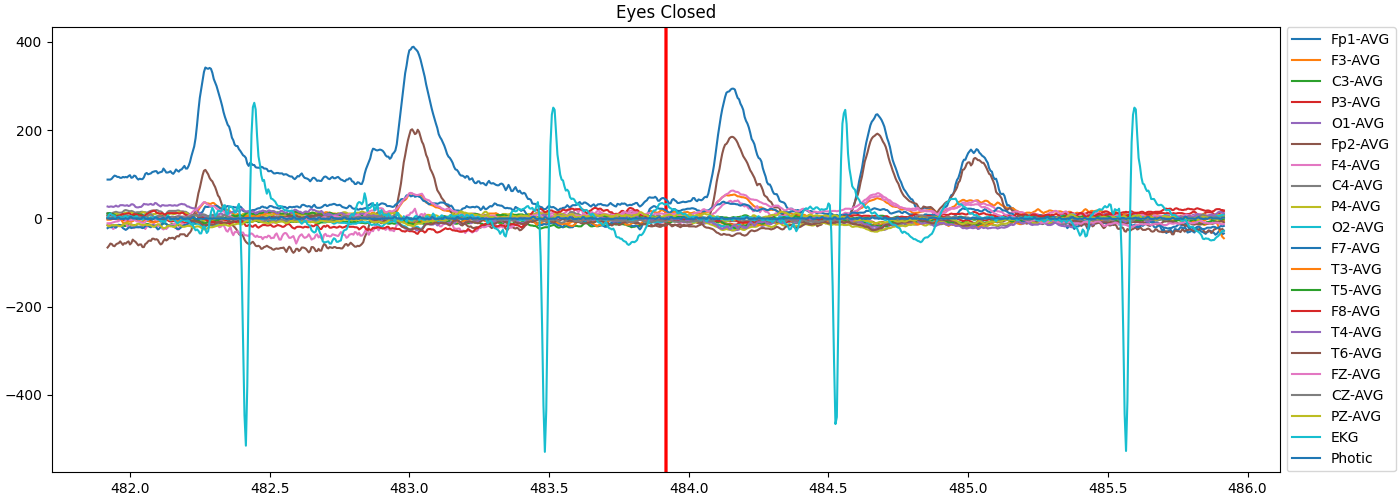 Eyes Closed
400
200
0
−200
−400
482.0 482.5 483.0 483.5 484.0 484.5 485.0 485.5 486.0
Fp1-AVG
F3-AVG
C3-AVG
P3-AVG
O1-AVG
Fp2-AVG
F4-AVG
C4-AVG
P4-AVG
O2-AVG
F7-AVG
T3-AVG
T5-AVG
F8-AVG
T4-AVG
T6-AVG
FZ-AVG
CZ-AVG
PZ-AVG
EKG
Photic